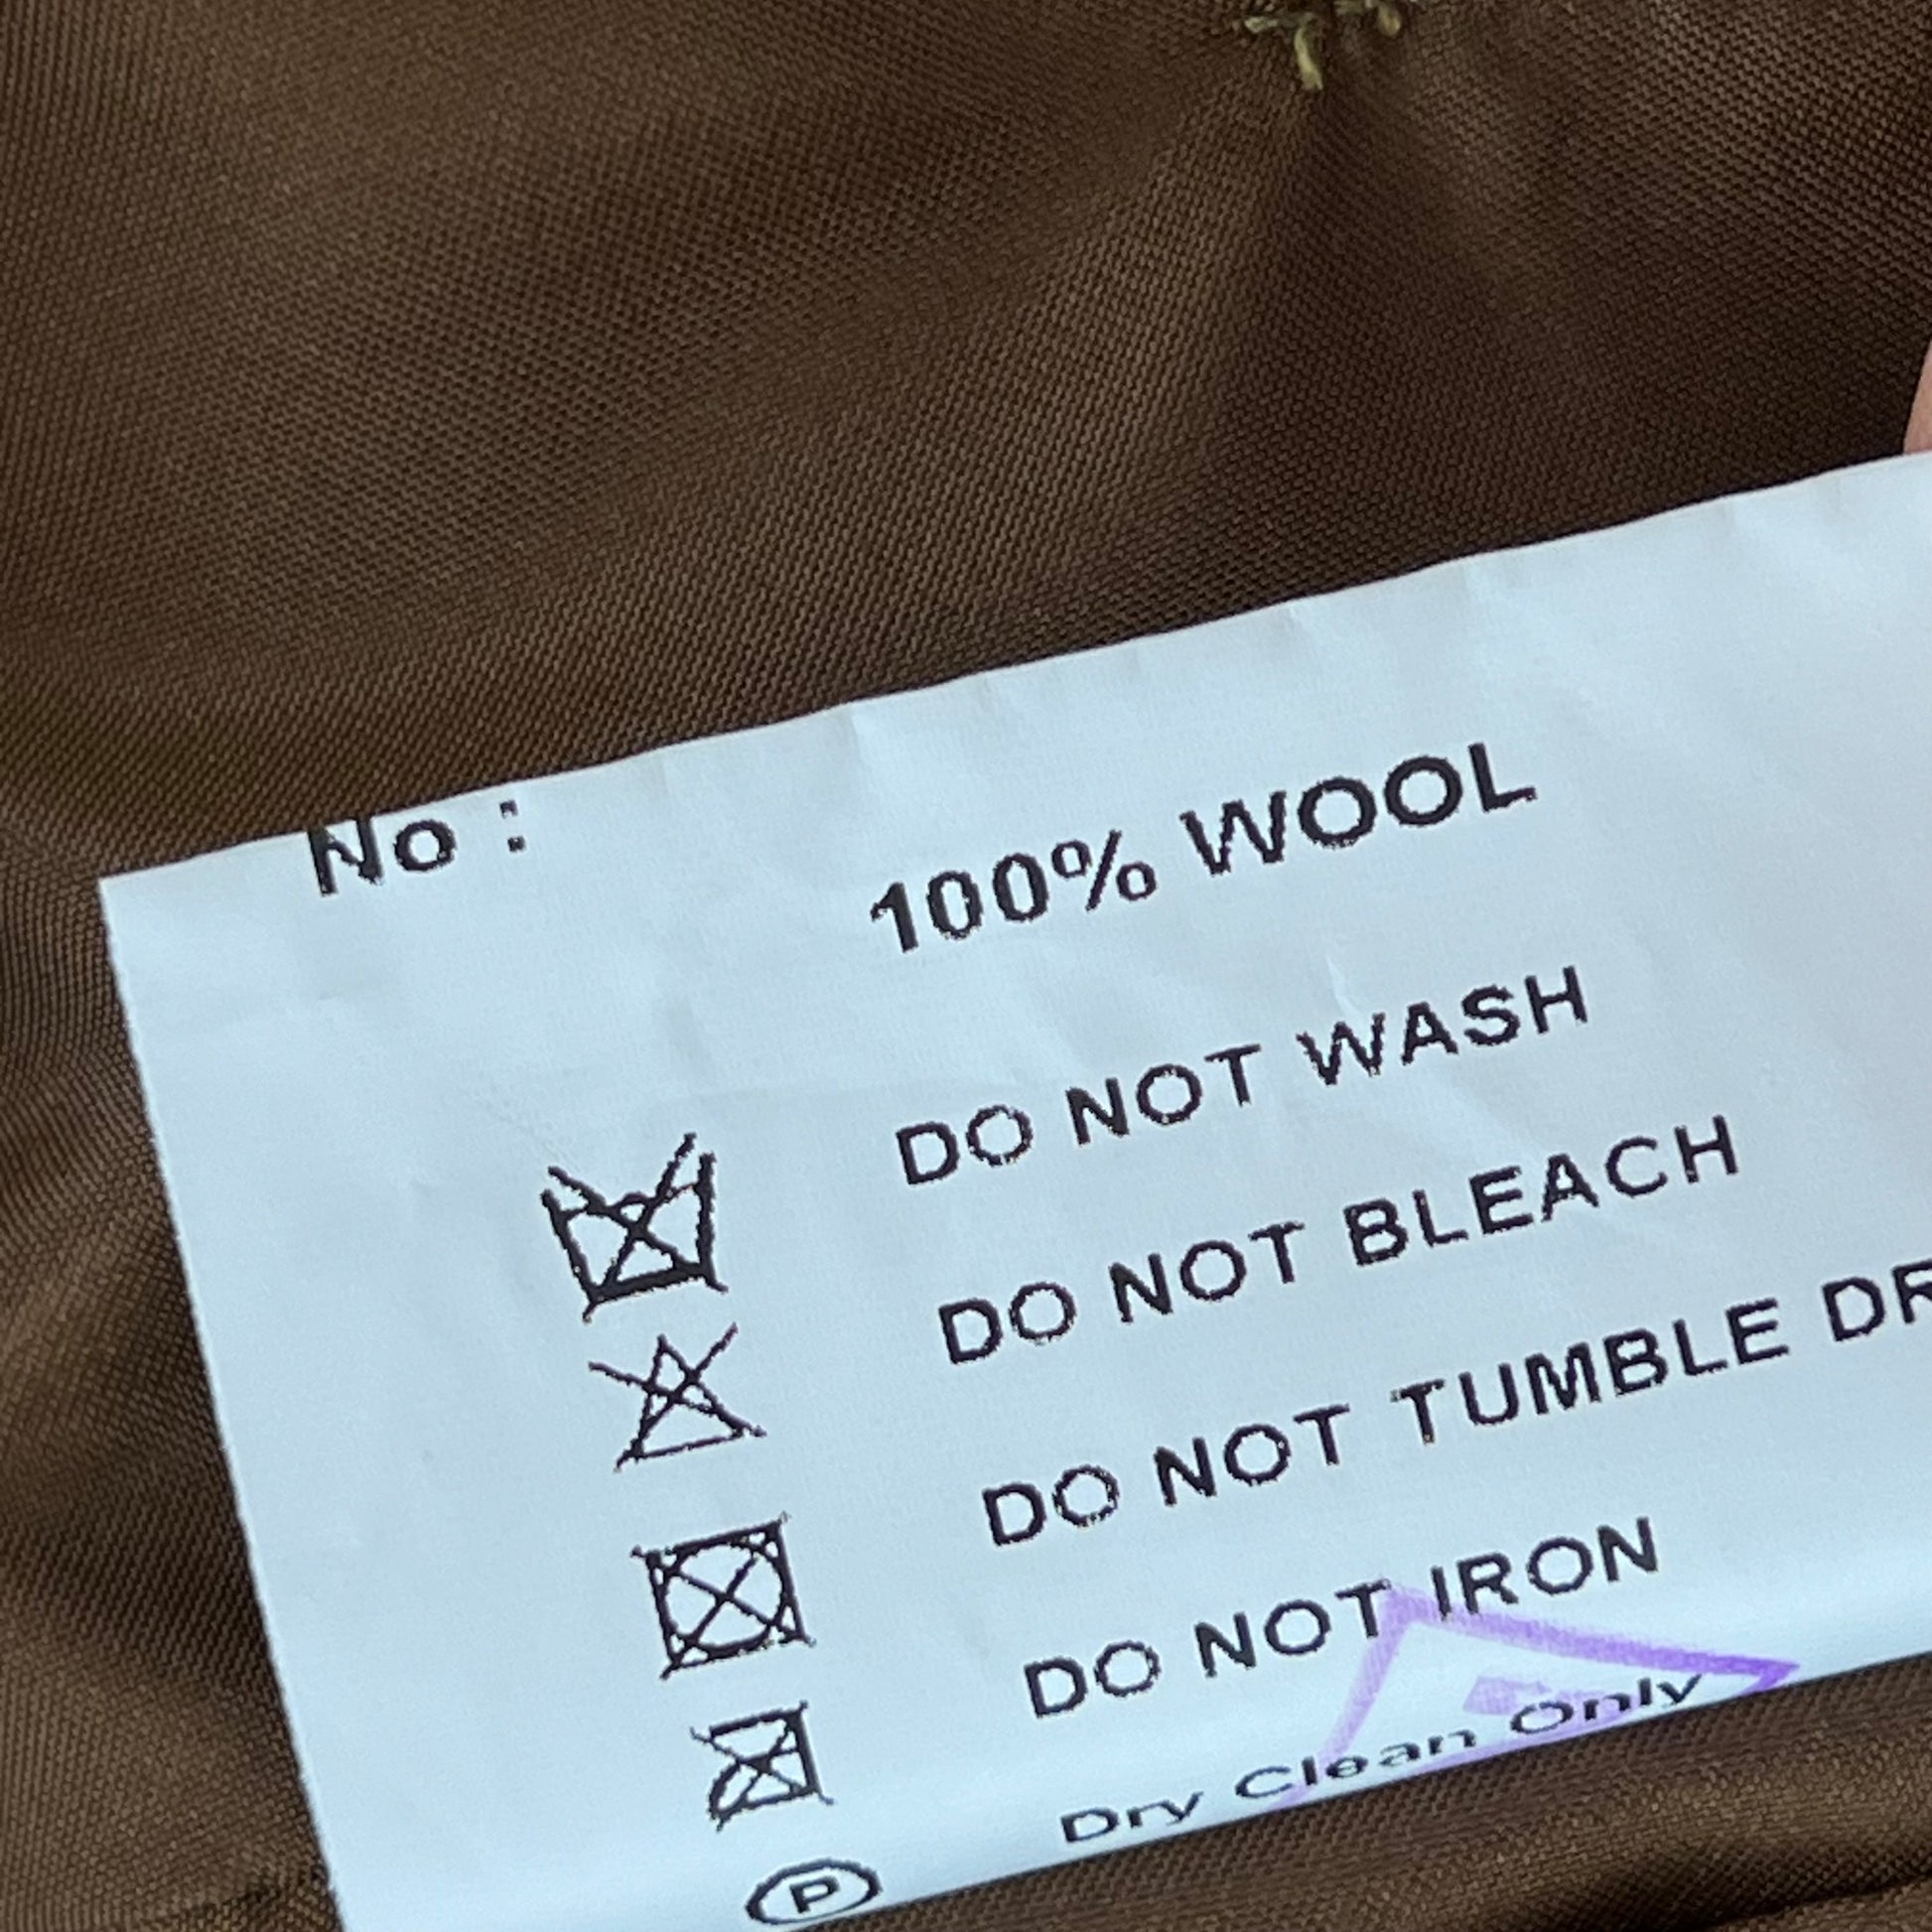 No :
100% WOOL
DO NOT WASH
DO NOT BLEACH
DO NOT TUMBLE DR
DO NOT IRON
Dry Clean Only
P